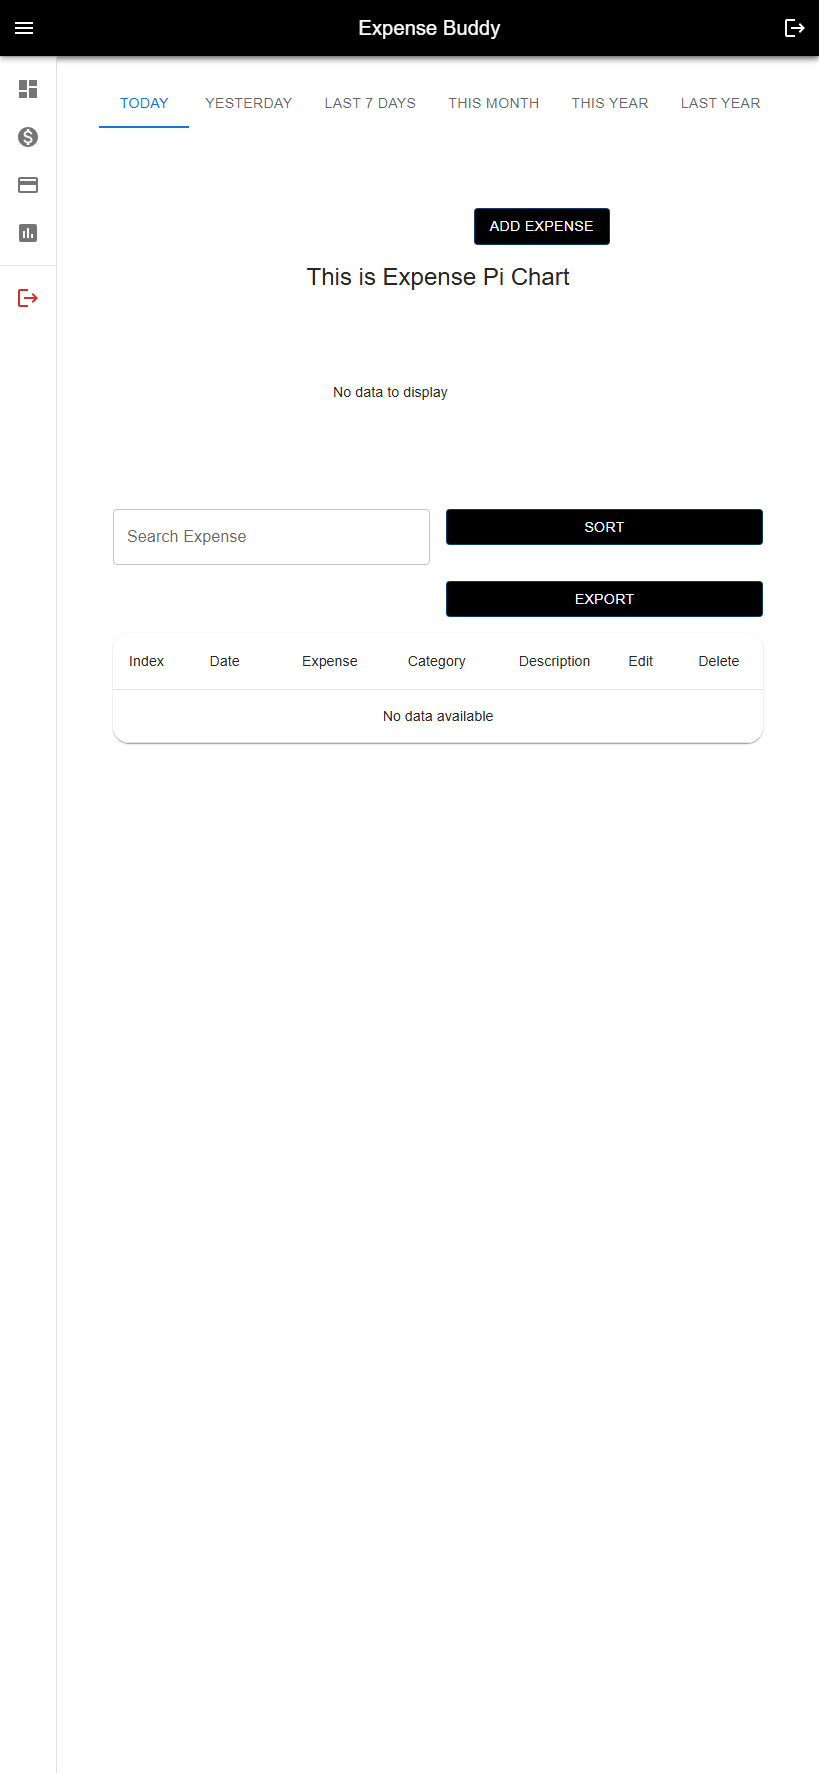 Expense Buddy
TODAY YESTERDAY LAST 7 DAYS THIS MONTH THIS YEAR LAST YEAR
ADD EXPENSE
This is Expense Pi Chart
No data to display
Search Expense
SORT
EXPORT
Index Date Expense Category Description Edit Delete
No data available